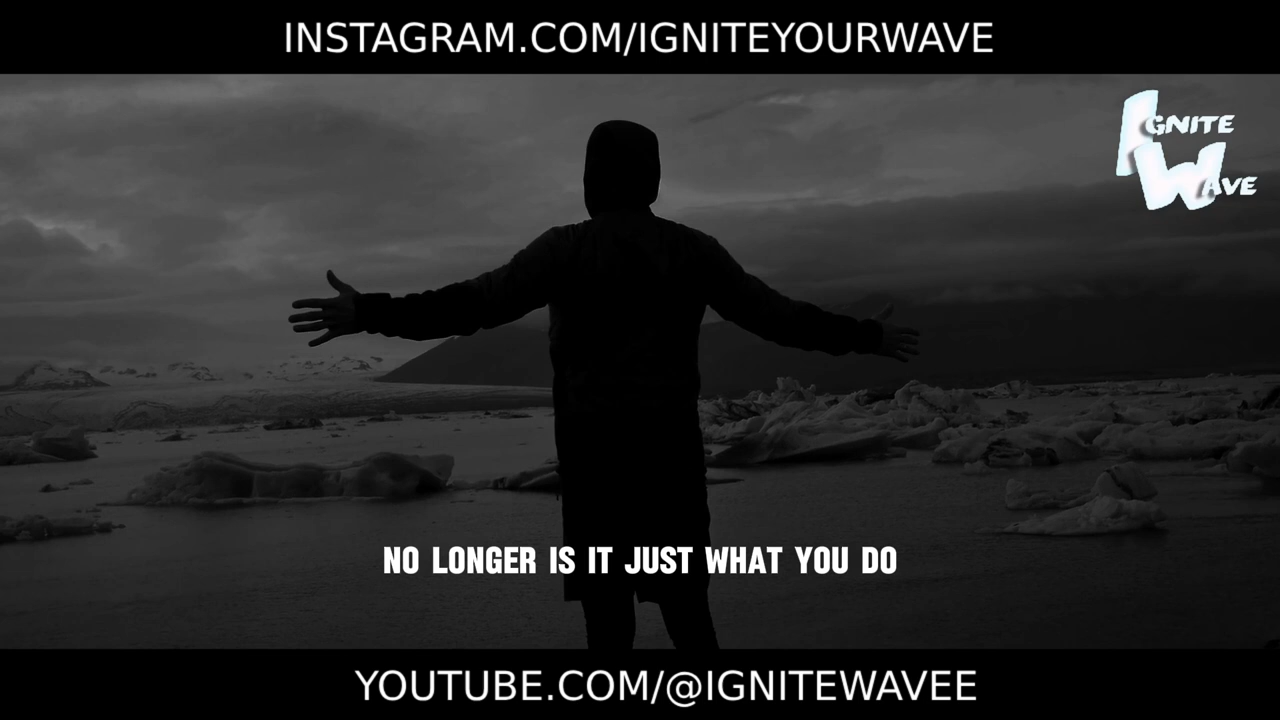 INSTAGRAM.COM/IGNITEYOURWAVE
IGNITE
WAVE
NO LONGER IS IT JUST WHAT YOU DO
YOUTUBE.COM/@IGNITEWAVEE